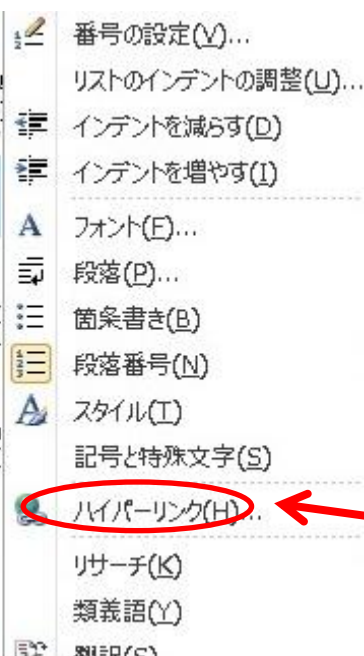 番号の設定(V)...
リストのインデントの調整(U)...
インデントを減らす(D)
インデントを増やす(I)
フォント(F)...
段落(P)...
箇条書き(B)
段落番号(N)
スタイル(T)
記号と特殊文字(S)
ハイパーリンク(H)...
リサーチ(K)
類義語(Y)
翻訳(S)